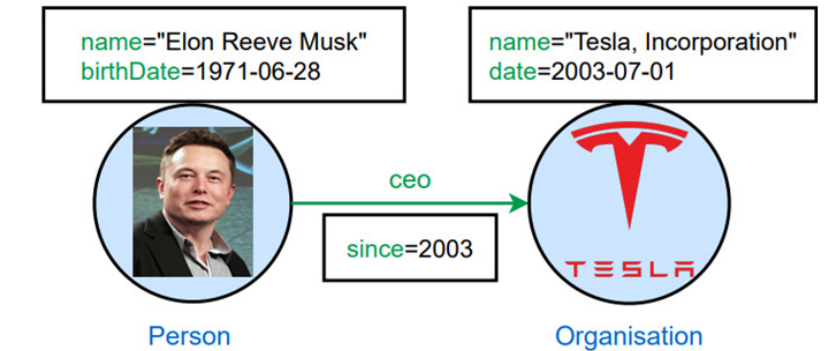 name="Elon Reeve Musk"
birthDate=1971-06-28
name="Tesla, Incorporation"
date=2003-07-01
ceo
since=2003
TESLA
Person
Organisation